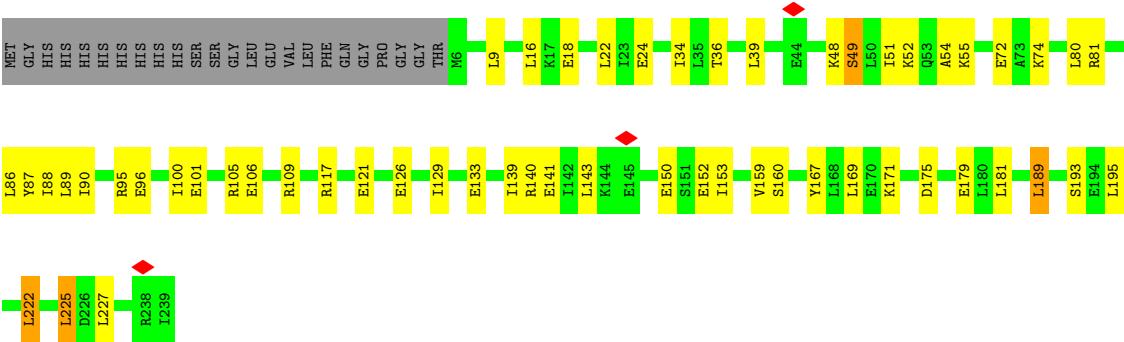 MET GLY HIS HIS HIS HIS HIS HIS HIS HIS SER SER GLY LEU GLU VAL LEU PHE GLN GLY PRO GLY GLY THR M6 L9 L16 K17 E18 L22 I23 E24 I34 L35 T36 L39 E44 K48 S49 L50 I51 K52 Q53 A54 K55 E72 A73 K74 L80 R81
L86 Y87 I88 L89 I90 R95 E96 I100 E101 R105 E106 R109 R117 E121 E126 I129 E133 I139 R140 E141 I142 L143 K144 E145 E150 S151 E152 I153 V159 S160 Y167 L168 L169 E170 K171 D175 E179 L180 L181 L189 S193 E194 L195
L222 L225 D226 L227 R238 I239